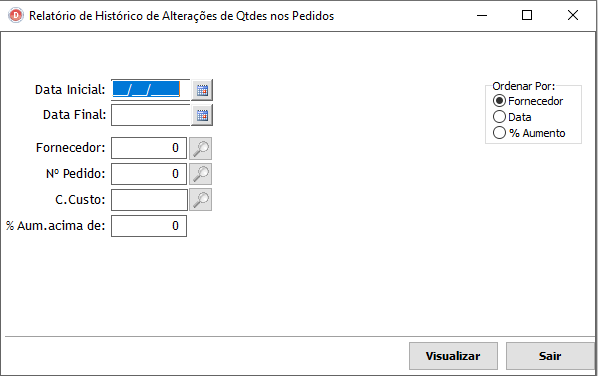 Relatório de Histórico de Alterações de Qtdes nos Pedidos
Data Inicial: __/__/____
Data Final:
Fornecedor: 0
Nº Pedido: 0
C.Custo:
% Aum.acima de: 0
Ordenar Por:
Fornecedor
Data
% Aumento
Visualizar Sair